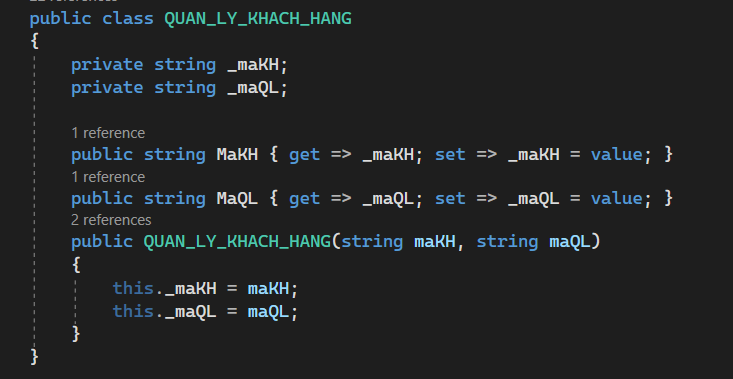 public class QUAN_LY_KHACH_HANG
{
private string _maKH;
private string _maQL;
1 reference
public string MaKH { get => _maKH; set => _maKH = value; }
1 reference
public string MaQL { get => _maQL; set => _maQL = value; }
2 references
public QUAN_LY_KHACH_HANG(string maKH, string maQL)
{
this._maKH = maKH;
this._maQL = maQL;
}
}